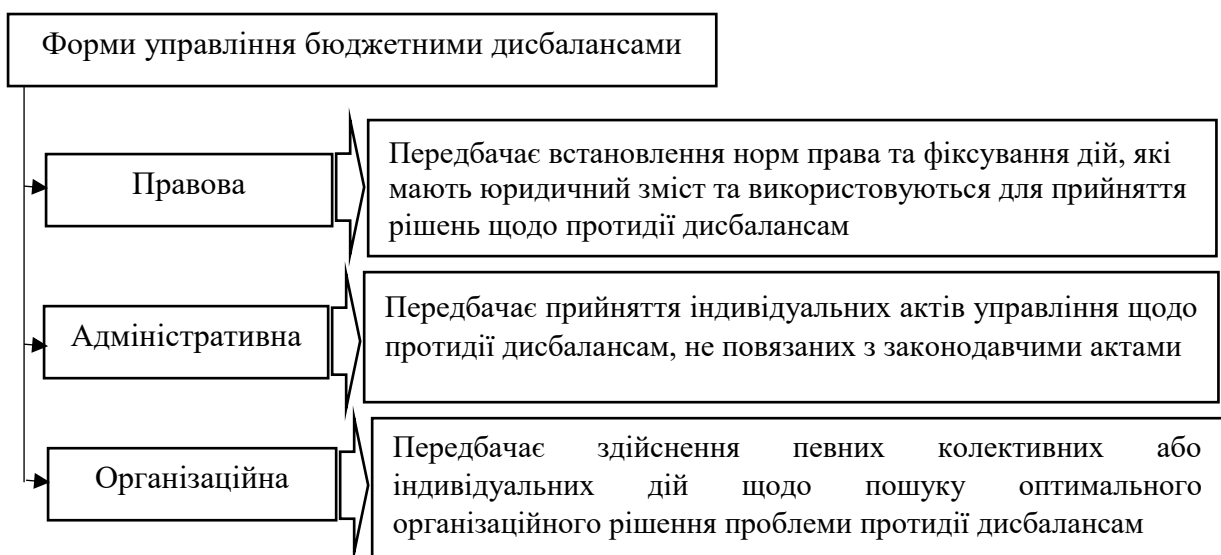 Форми управління бюджетними дисбалансами
Правова
Передбачає встановлення норм права та фіксування дій, які
мають юридичний зміст та використовуються для прийняття
рішень щодо протидії дисбалансам
Адміністративна
Передбачає прийняття індивідуальних актів управління щодо
протидії дисбалансам, не повязаних з законодавчими актами
Організаційна
Передбачає здійснення певних колективних або
індивідуальних дій щодо пошуку оптимального
організаційного рішення проблеми протидії дисбалансам